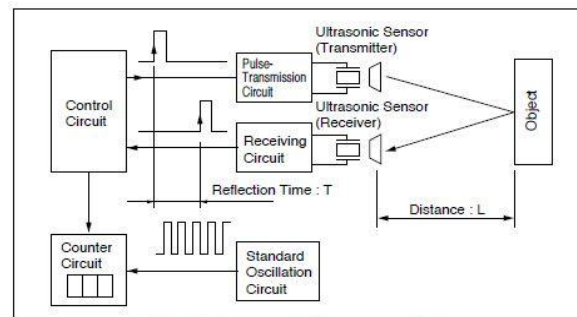 Ultrasonic Sensor
(Transmitter)
Pulse-
Transmission
Circuit
Control
Circuit
Ultrasonic Sensor
(Receiver)
Object
Receiving
Circuit
Reflection Time : T
Distance : L
Counter
Circuit
Standard
Oscillation
Circuit